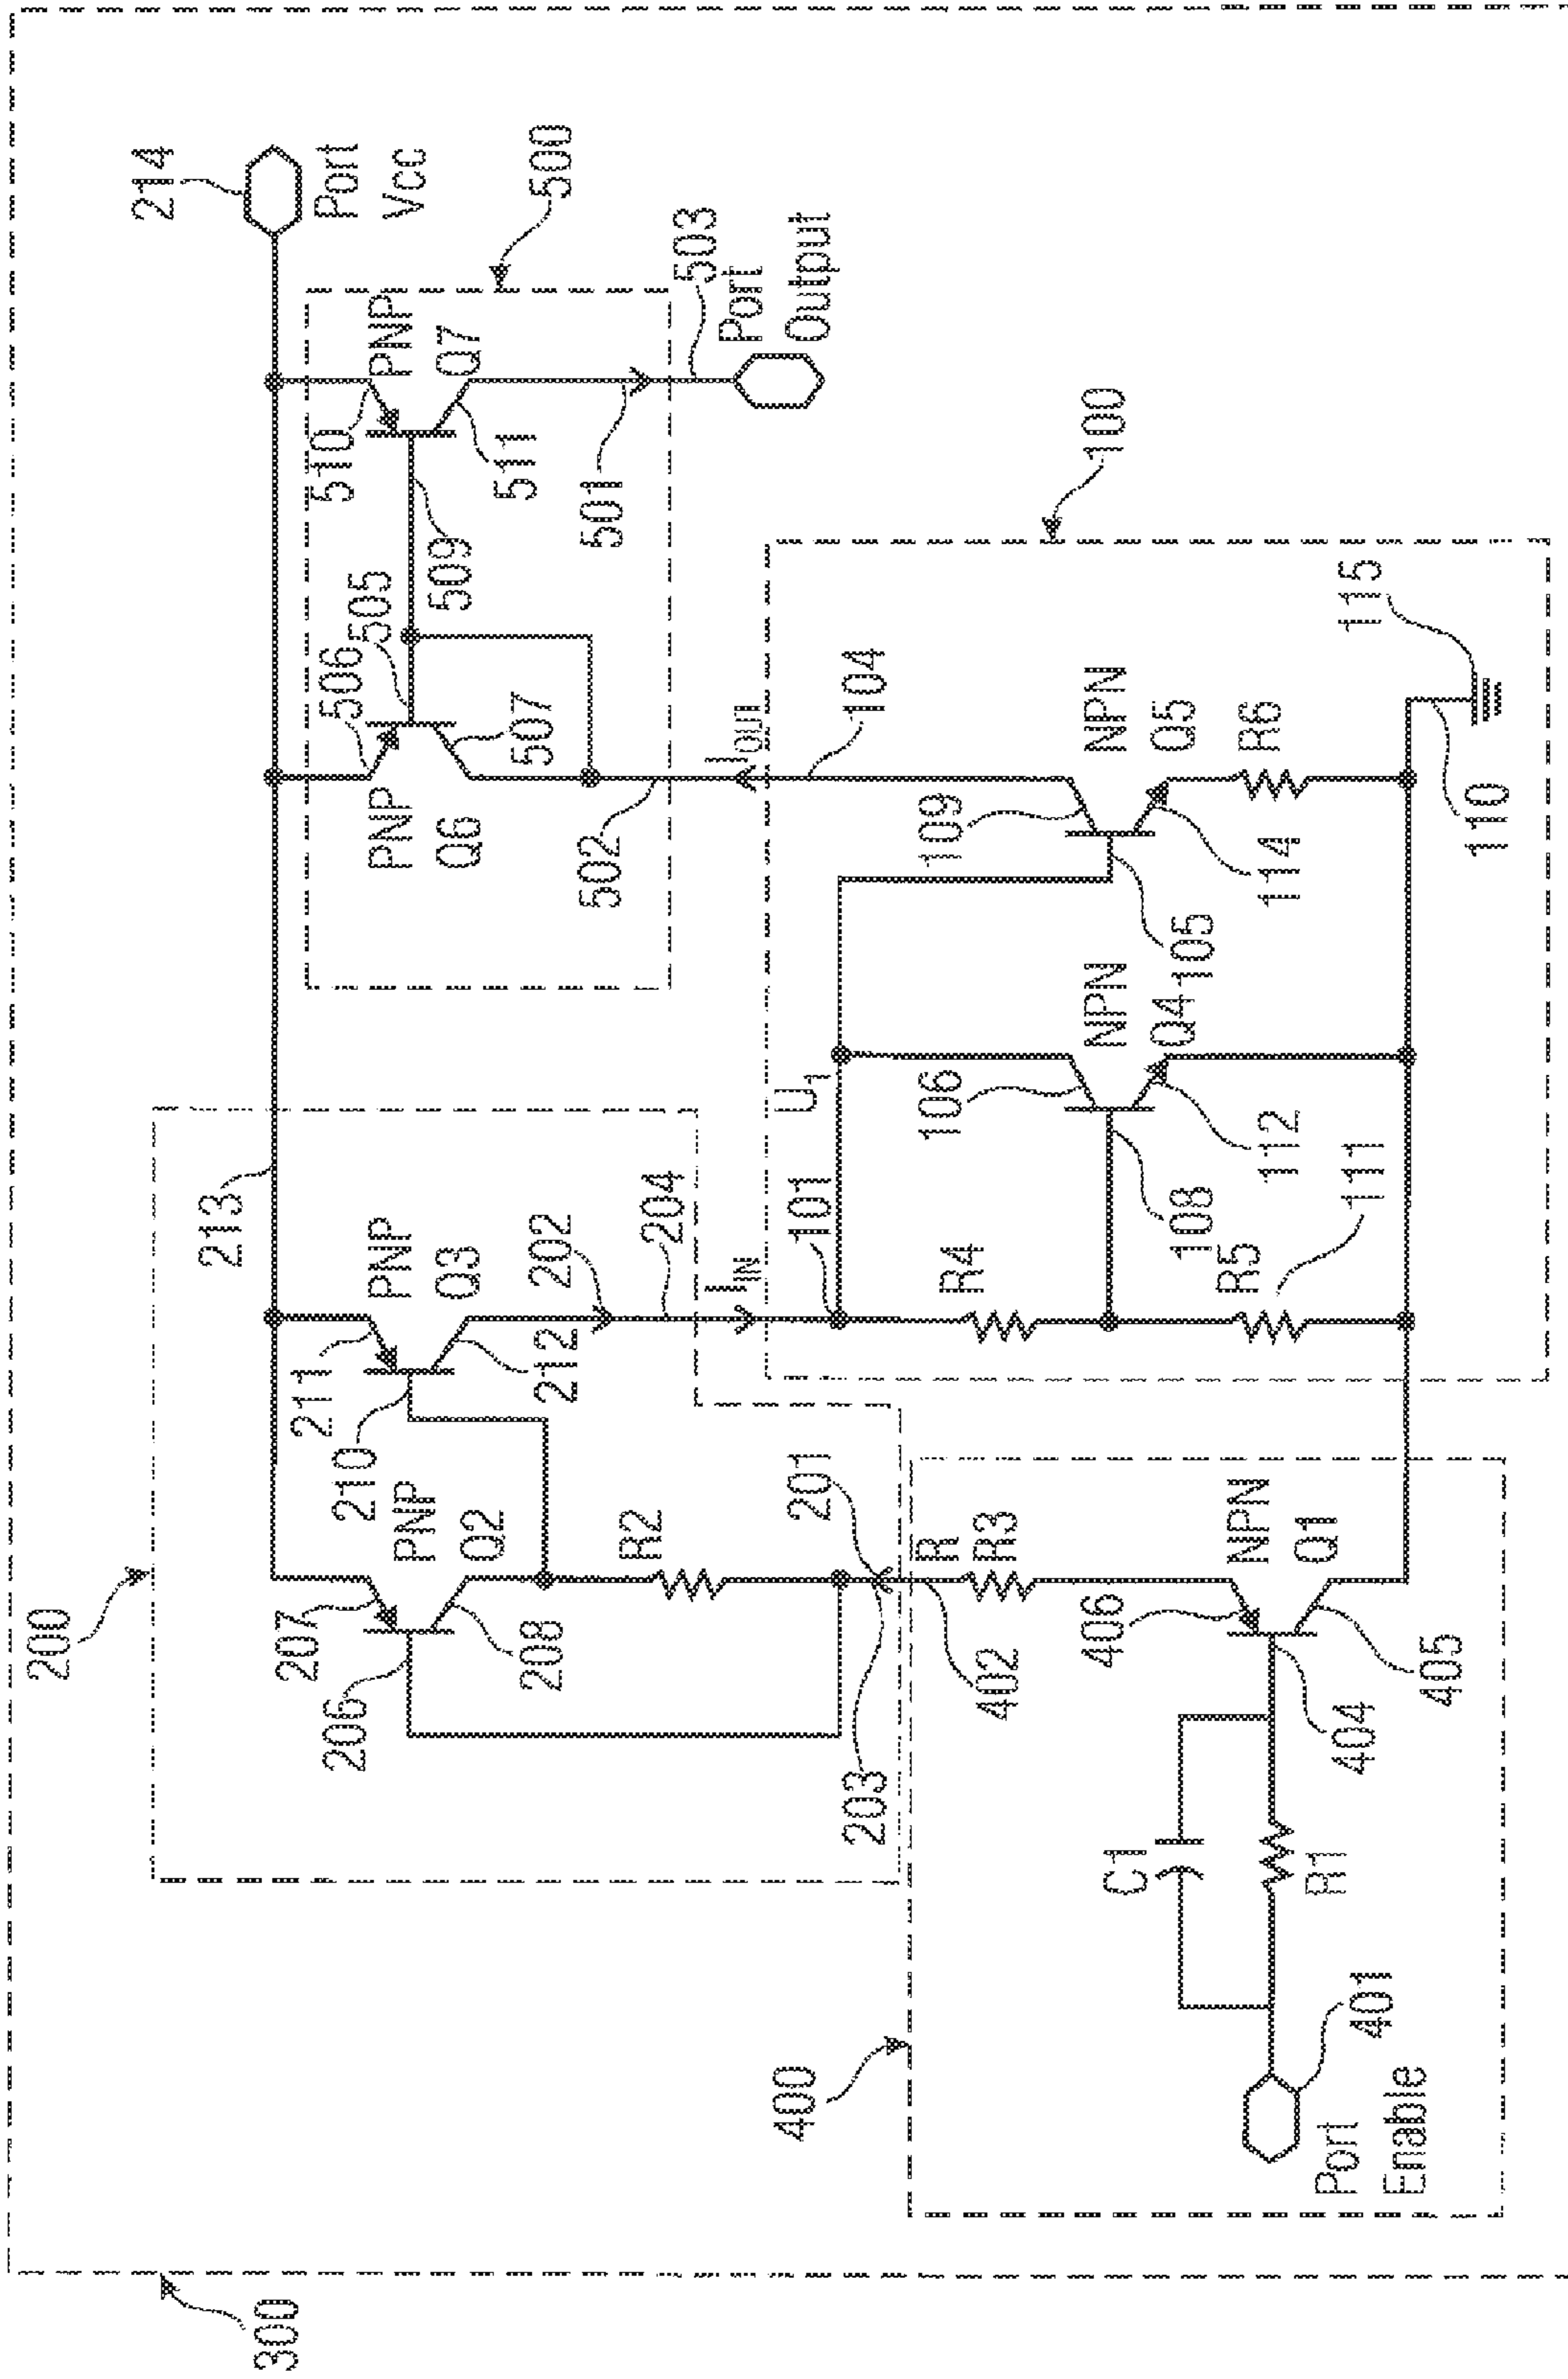 300
200
400
500
100
213
214
Port
Vcc
207
206
208
PNP
Q2
R2
211
210
212
PNP
Q3
202
204
I_IN
201
203
506
505
507
PNP
Q6
509
510
511
PNP
Q7
501
502
503
Port
Output
I_OUT
104
101
U1
106
108
NPN
Q4
112
R4
R5
111
109
105
NPN
Q5
114
R6
115
110
402
R
R3
406
404
405
NPN
Q1
C1
R1
401
Port
Enable